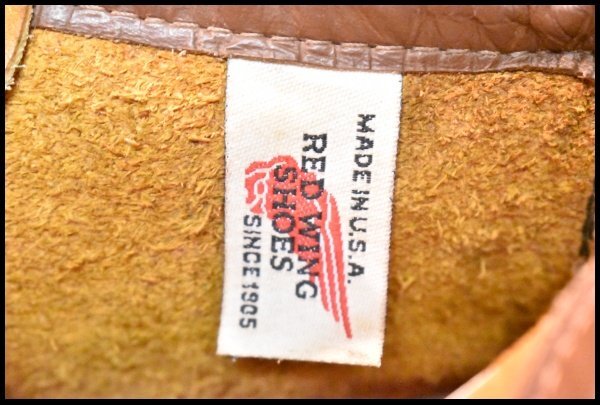 MADE IN U.S.A.
RED WING
SHOES
SINCE 1905